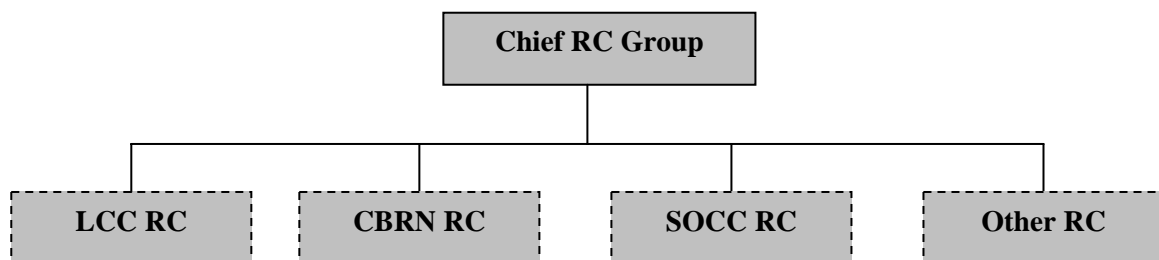 Chief RC Group
LCC RC
CBRN RC
SOCC RC
Other RC